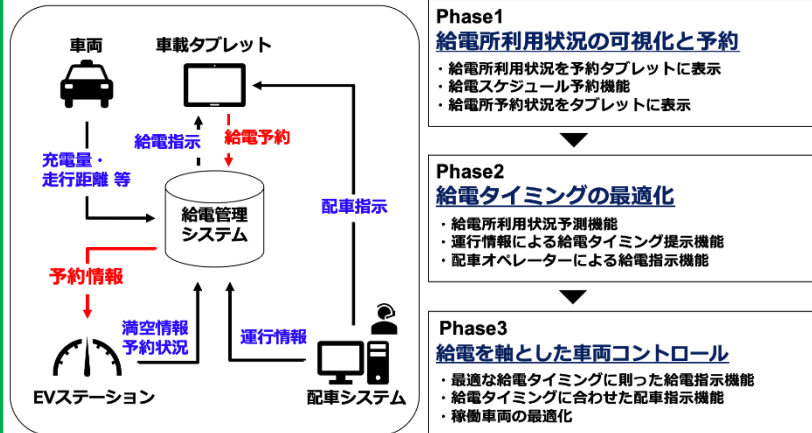 車両
車載タブレット
給電指示
給電予約
充電量・
走行距離 等
給電管理
システム
配車指示
予約情報
満空情報
予約状況
運行情報
EVステーション
配車システム
Phase1
給電所利用状況の可視化と予約
・給電所利用状況を予約タブレットに表示
・給電スケジュール予約機能
・給電所予約状況をタブレットに表示
Phase2
給電タイミングの最適化
・給電所利用状況予測機能
・運行情報による給電タイミング提示機能
・配車オペレーターによる給電指示機能
Phase3
給電を軸とした車両コントロール
・最適な給電タイミングに則った給電指示機能
・給電タイミングに合わせた配車指示機能
・稼働車両の最適化